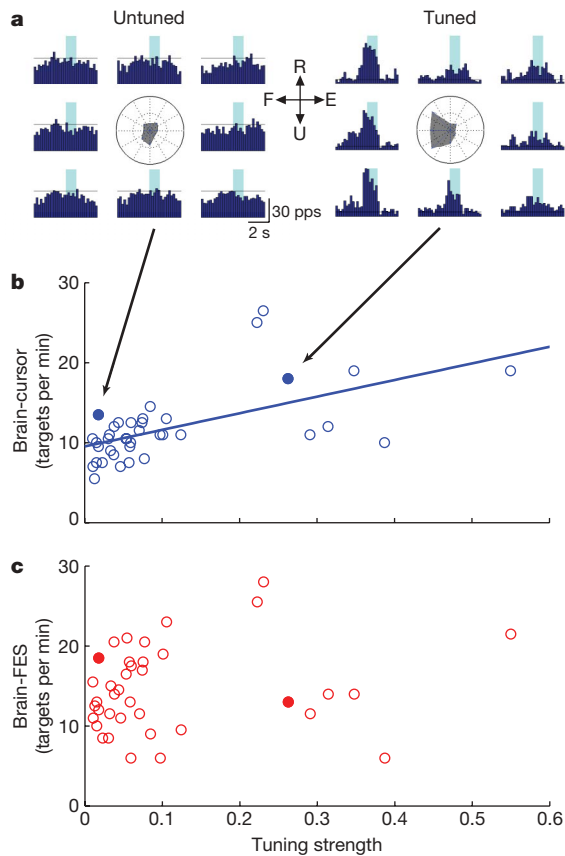 a
Untuned
Tuned
R
F E
U
30 pps
2 s
b
30
20
10
0
Brain-cursor
(targets per min)
c
30
20
10
0
Brain-FES
(targets per min)
0 0.1 0.2 0.3 0.4 0.5 0.6
Tuning strength